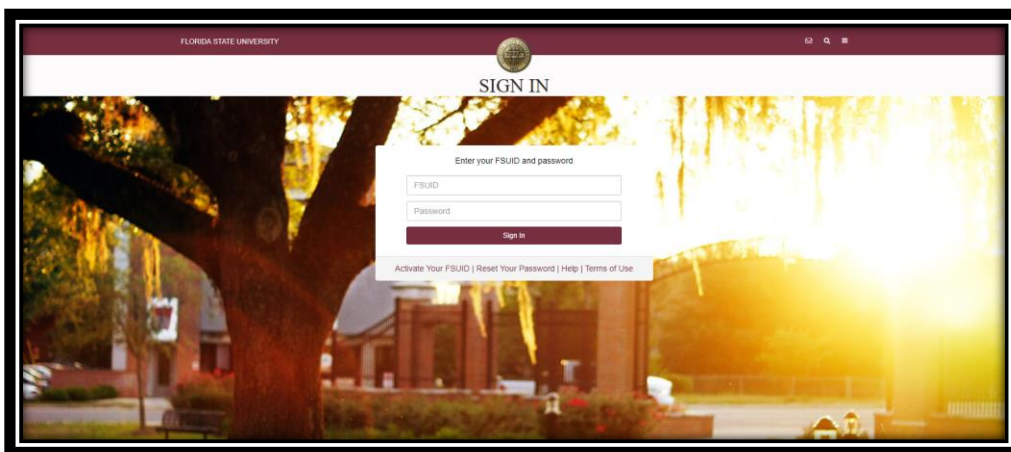 FLORIDA STATE UNIVERSITY
SIGN IN
Enter your FSUID and password
FSUID
Password
Sign In
Activate Your FSUID | Reset Your Password | Help | Terms of Use